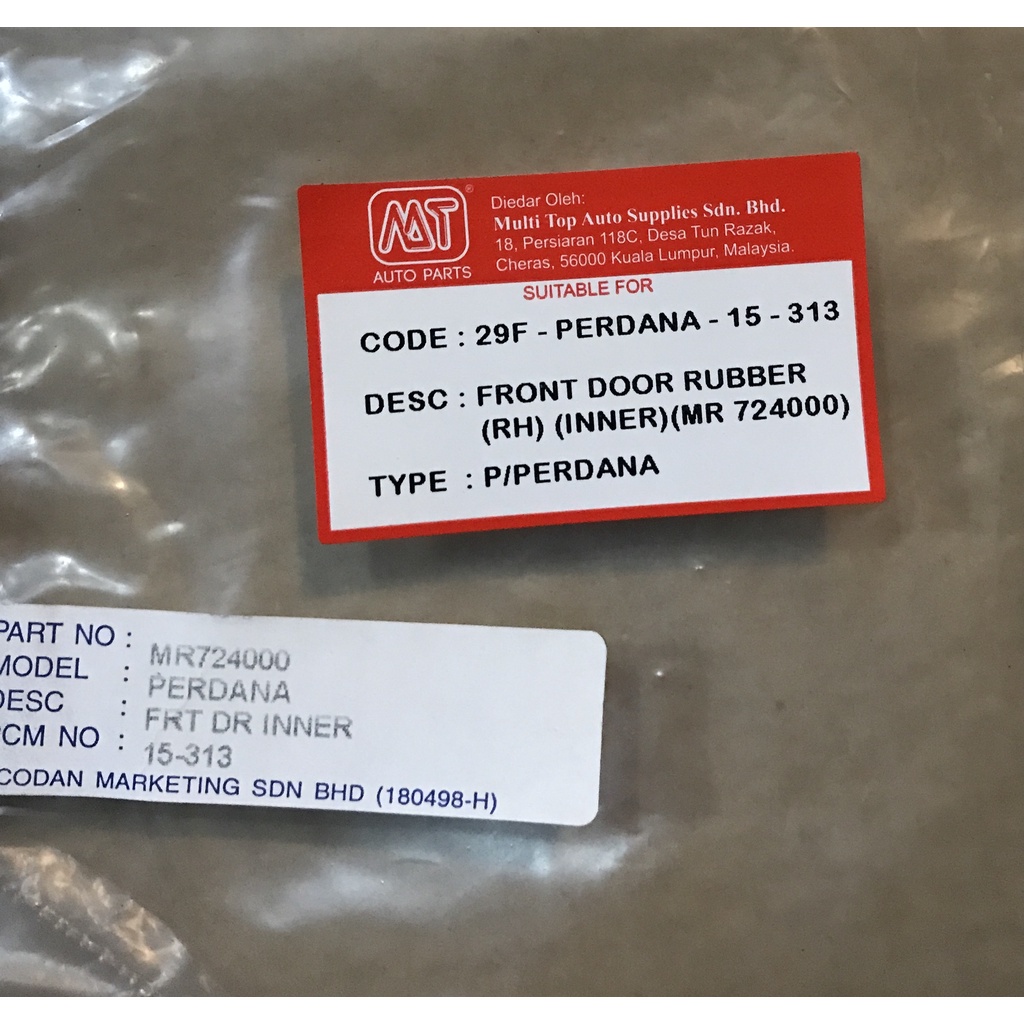 MT ®
AUTO PARTS
Diedar Oleh:
Multi Top Auto Supplies Sdn. Bhd.
18, Persiaran 118C, Desa Tun Razak,
Cheras, 56000 Kuala Lumpur, Malaysia.
SUITABLE FOR
CODE : 29F - PERDANA - 15 - 313
DESC : FRONT DOOR RUBBER
(RH) (INNER)(MR 724000)
TYPE : P/PERDANA
PART NO : MR724000
MODEL : PERDANA
DESC : FRT DR INNER
PCM NO : 15-313
CODAN MARKETING SDN BHD (180498-H)